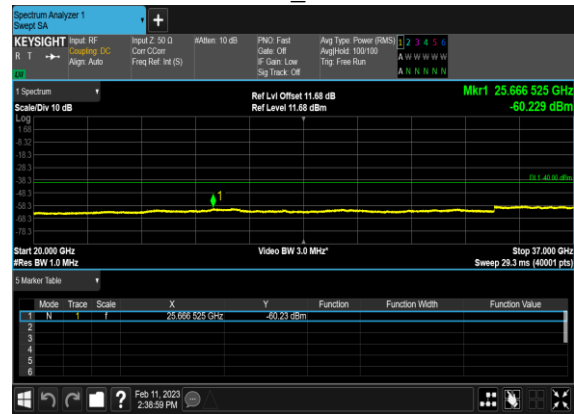 Spectrum Analyzer 1
Swept SA
+
KEYSIGHT Input: RF Input Z: 50 Ω #Atten: 10 dB PNO: Fast Avg Type: Power (RMS) 1 2 3 4 5 6
R T Coupling: DC Corr CCorr Gate: Off Avg|Hold: 100/100 A W W W W W
Align: Auto Freq Ref: Int (S) IF Gain: Low Trig: Free Run
Sig Track: Off A N N N N N
1 Spectrum Ref Lvl Offset 11.68 dB Mkr1 25.666 525 GHz
Scale/Div 10 dB Ref Level 11.68 dBm -60.229 dBm
Log
1.68
-8.32
-18.3
-28.3
-38.3 DL1 -40.00 dBm
-48.3
1
-58.3
-68.3
-78.3
Start 20.000 GHz Video BW 3.0 MHz* Stop 37.000 GHz
#Res BW 1.0 MHz Sweep 29.3 ms (40001 pts)
5 Marker Table
Mode Trace Scale X Y Function Function Width Function Value
1 N 1 f 25.666 525 GHz -60.23 dBm
2
3
4
5
6
? Feb 11, 2023
2:38:59 PM